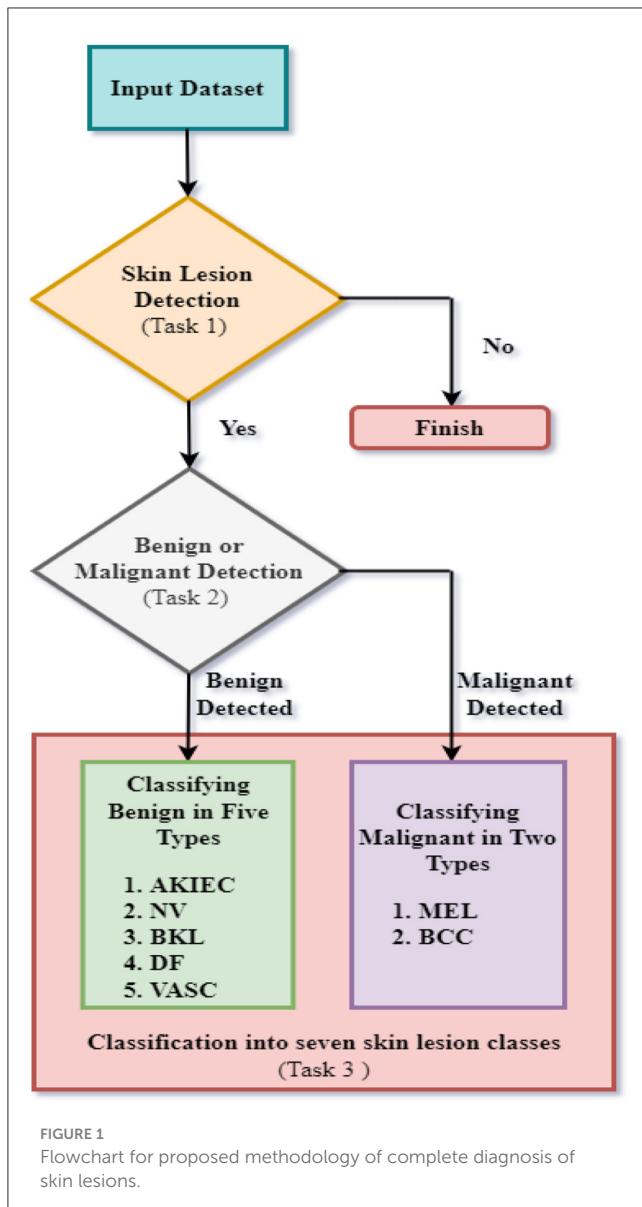 Input Dataset
Skin Lesion
Detection
(Task 1)
No
Finish
Yes
Benign or
Malignant Detection
(Task 2)
Benign
Detected
Malignant
Detected
Classifying
Benign in Five
Types
1. AKIEC
2. NV
3. BKL
4. DF
5. VASC
Classifying
Malignant in Two
Types
1. MEL
2. BCC
Classification into seven skin lesion classes
(Task 3 )
FIGURE 1
Flowchart for proposed methodology of complete diagnosis of
skin lesions.